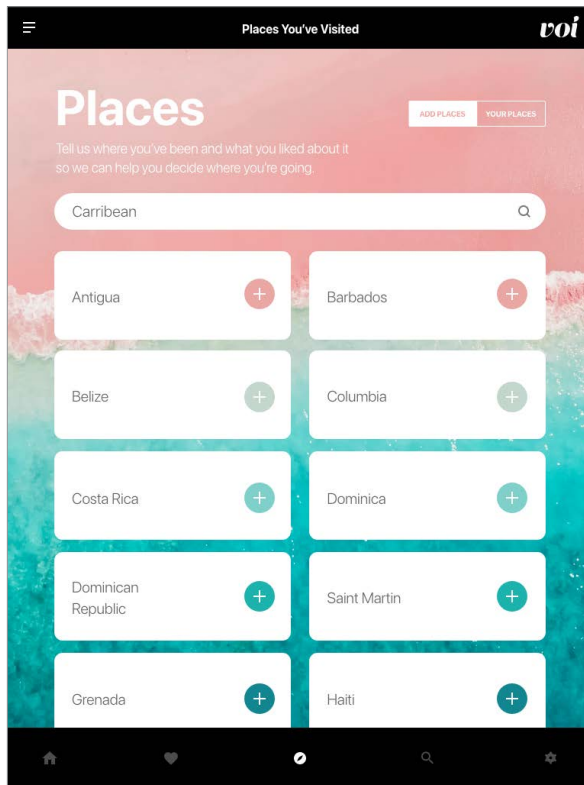 Places You've Visited
voi
Places
ADD PLACES
YOUR PLACES
Tell us where you've been and what you liked about it
so we can help you decide where you're going.
Carribean
Antigua
Barbados
Belize
Columbia
Costa Rica
Dominica
Dominican
Republic
Saint Martin
Grenada
Haiti